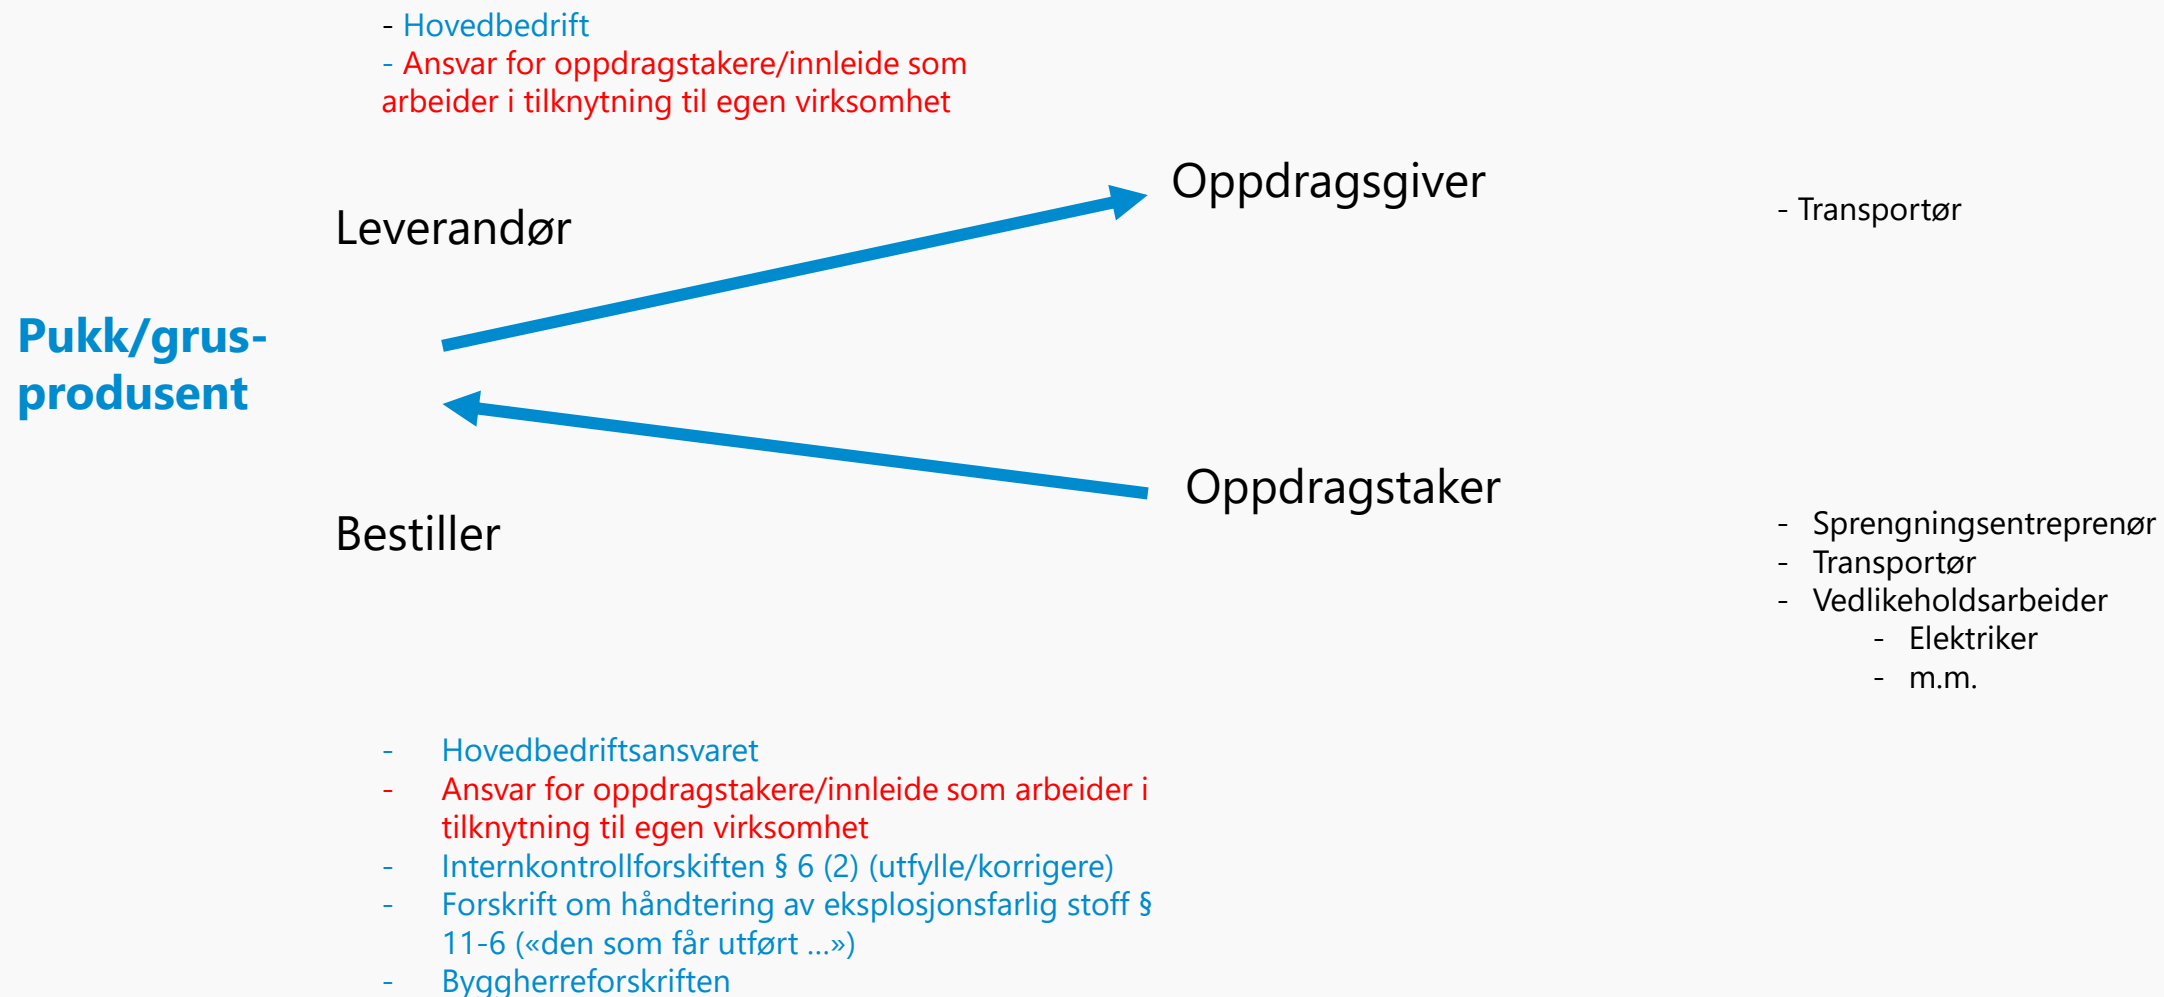 - Hovedbedrift
- Ansvar for oppdragstakere/innleide som
arbeider i tilknytning til egen virksomhet
Oppdragsgiver
- Transportør
Leverandør
Pukk/grus-
produsent
Oppdragstaker
Bestiller
- Sprengningsentreprenør
- Transportør
- Vedlikeholdsarbeider
- Elektriker
- m.m.
- Hovedbedriftsansvaret
- Ansvar for oppdragstakere/innleide som arbeider i
tilknytning til egen virksomhet
- Internkontrollforskiften § 6 (2) (utfylle/korrigere)
- Forskrift om håndtering av eksplosjonsfarlig stoff §
11-6 («den som får utført ...»)
- Byggherreforskriften